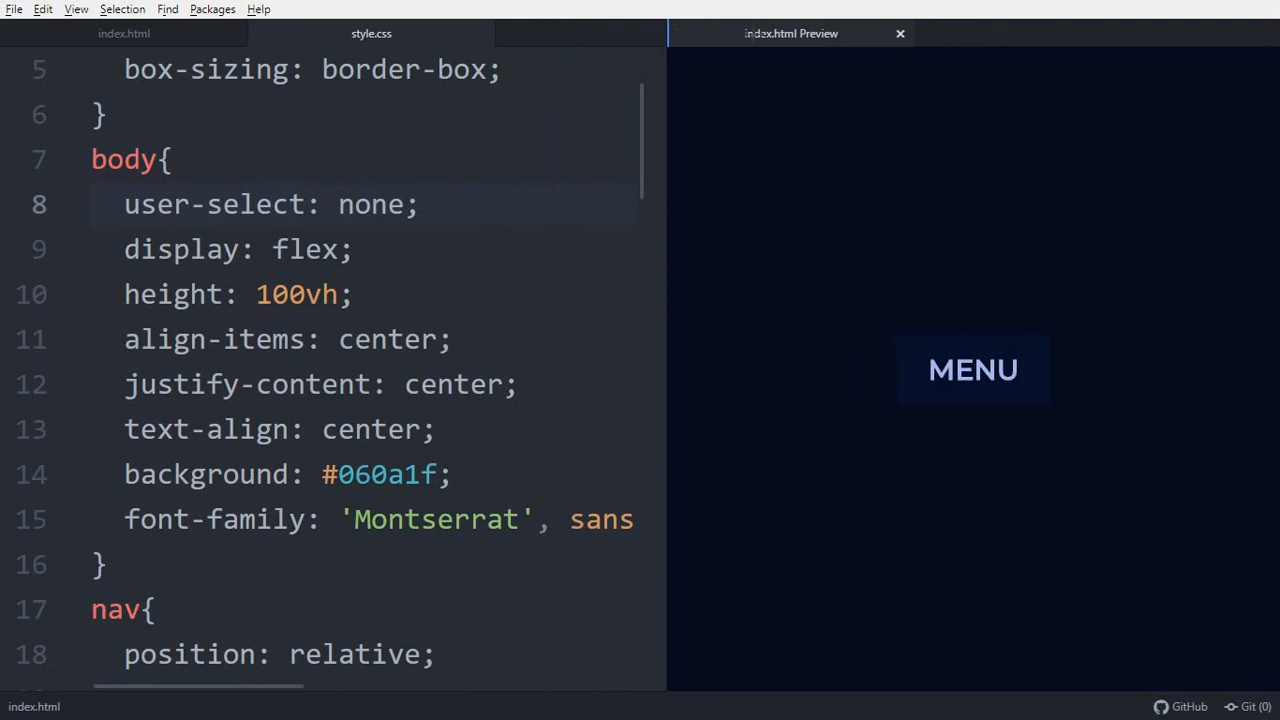 File Edit View Selection Find Packages Help
index.html style.css index.html Preview
5 box-sizing: border-box;
6 }
7 body{
8 user-select: none;
9 display: flex;
10 height: 100vh;
11 align-items: center;
12 justify-content: center;
13 text-align: center;
14 background: #060a1f;
15 font-family: 'Montserrat', sans
16 }
17 nav{
18 position: relative;
MENU
index.html GitHub Git (0)